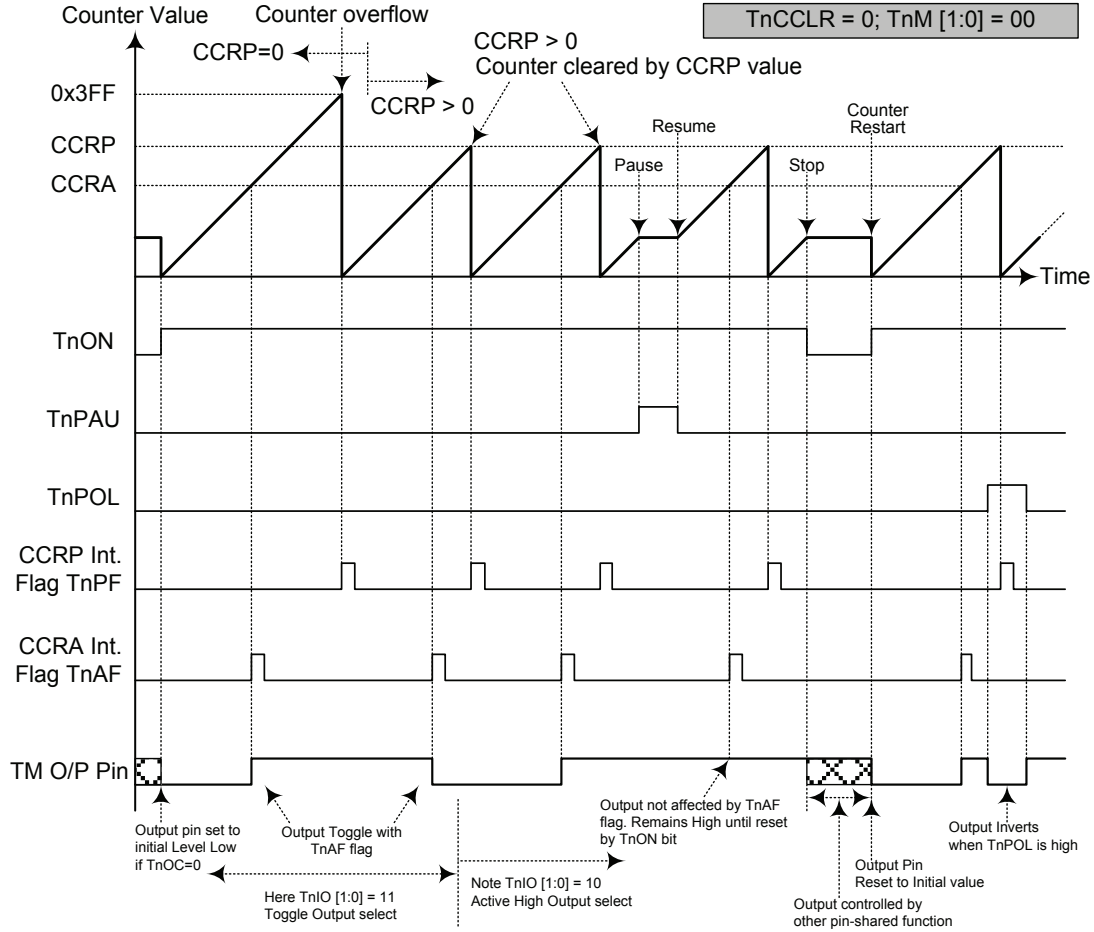 Counter Value
Counter overflow
TnCCLR = 0; TnM [1:0] = 00
CCRP=0
CCRP > 0
CCRP > 0
Counter cleared by CCRP value
0x3FF
CCRP
CCRA
Pause
Resume
Stop
Counter
Restart
Time
TnON
TnPAU
TnPOL
CCRP Int.
Flag TnPF
CCRA Int.
Flag TnAF
TM O/P Pin
Output pin set to
initial Level Low
if TnOC=0
Output Toggle with
TnAF flag
Output not affected by TnAF
flag. Remains High until reset
by TnON bit
Output Inverts
when TnPOL is high
Here TnIO [1:0] = 11
Toggle Output select
Note TnIO [1:0] = 10
Active High Output select
Output Pin
Reset to Initial value
Output controlled by
other pin-shared function